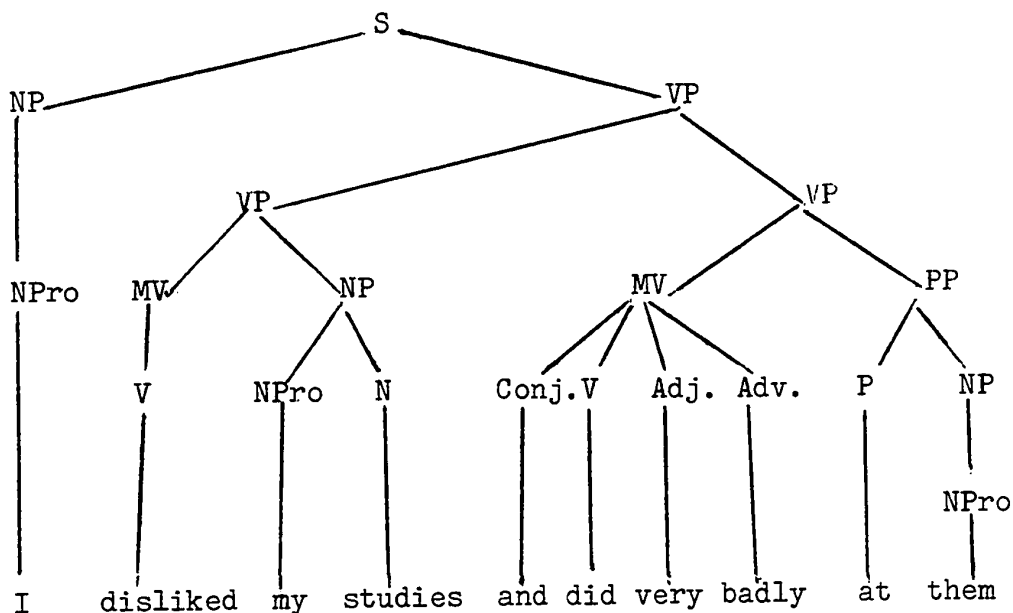 S
NP VP
VP VP
NPro MV NP MV PP
V NPro N Conj. V Adj. Adv. P NP
NPro
I disliked my studies and did very badly at them